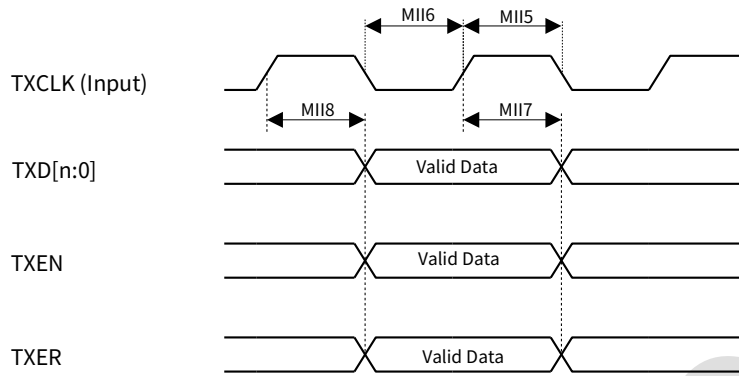 MII6 MII5
TXCLK (Input)
MII8 MII7
TXD[n:0] Valid Data
TXEN Valid Data
TXER Valid Data